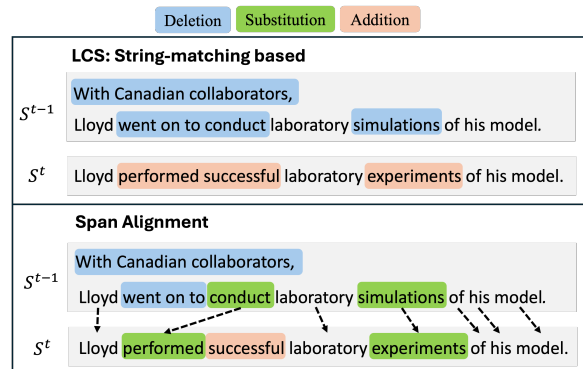 Deletion Substitution Addition
LCS: String-matching based
S^{t−1}
With Canadian collaborators,
Lloyd went on to conduct laboratory simulations of his model.
S^t
Lloyd performed successful laboratory experiments of his model.
Span Alignment
S^{t−1}
With Canadian collaborators,
Lloyd went on to conduct laboratory simulations of his model.
S^t
Lloyd performed successful laboratory experiments of his model.